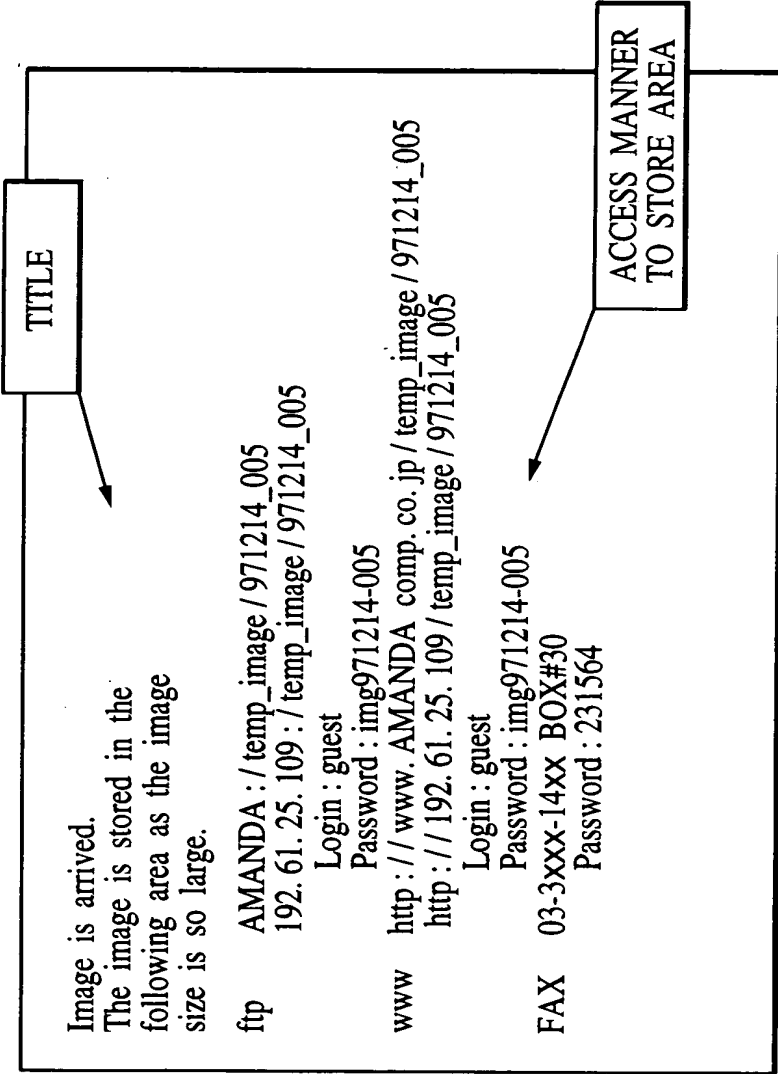 TITLE
Image is arrived.
The image is stored in the
following area as the image
size is so large.
ftp AMANDA : / temp_image / 971214_005
192. 61. 25. 109 : / temp_image / 971214_005
Login : guest
Password : img971214-005
www http : / / www. AMANDA comp. co. jp / temp_image / 971214_005
http : / / 192. 61. 25. 109 / temp_image / 971214_005
Login : guest
Password : img971214-005
FAX 03-3xxx-14xx BOX#30
Password : 231564
ACCESS MANNER
TO STORE AREA